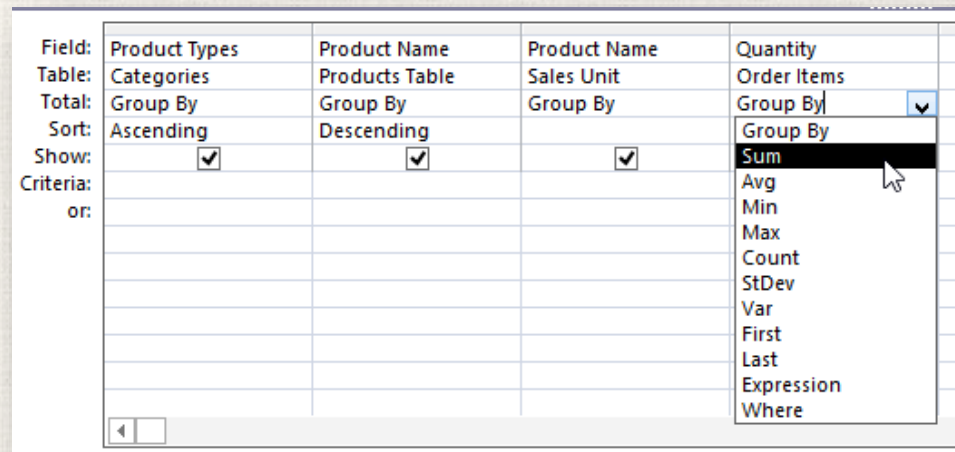 Field: Product Types Product Name Product Name Quantity
Table: Categories Products Table Sales Unit Order Items
Total: Group By Group By Group By Group By
Sort: Ascending Descending
Show:
Criteria:
or:
Group By
Sum
Avg
Min
Max
Count
StDev
Var
First
Last
Expression
Where